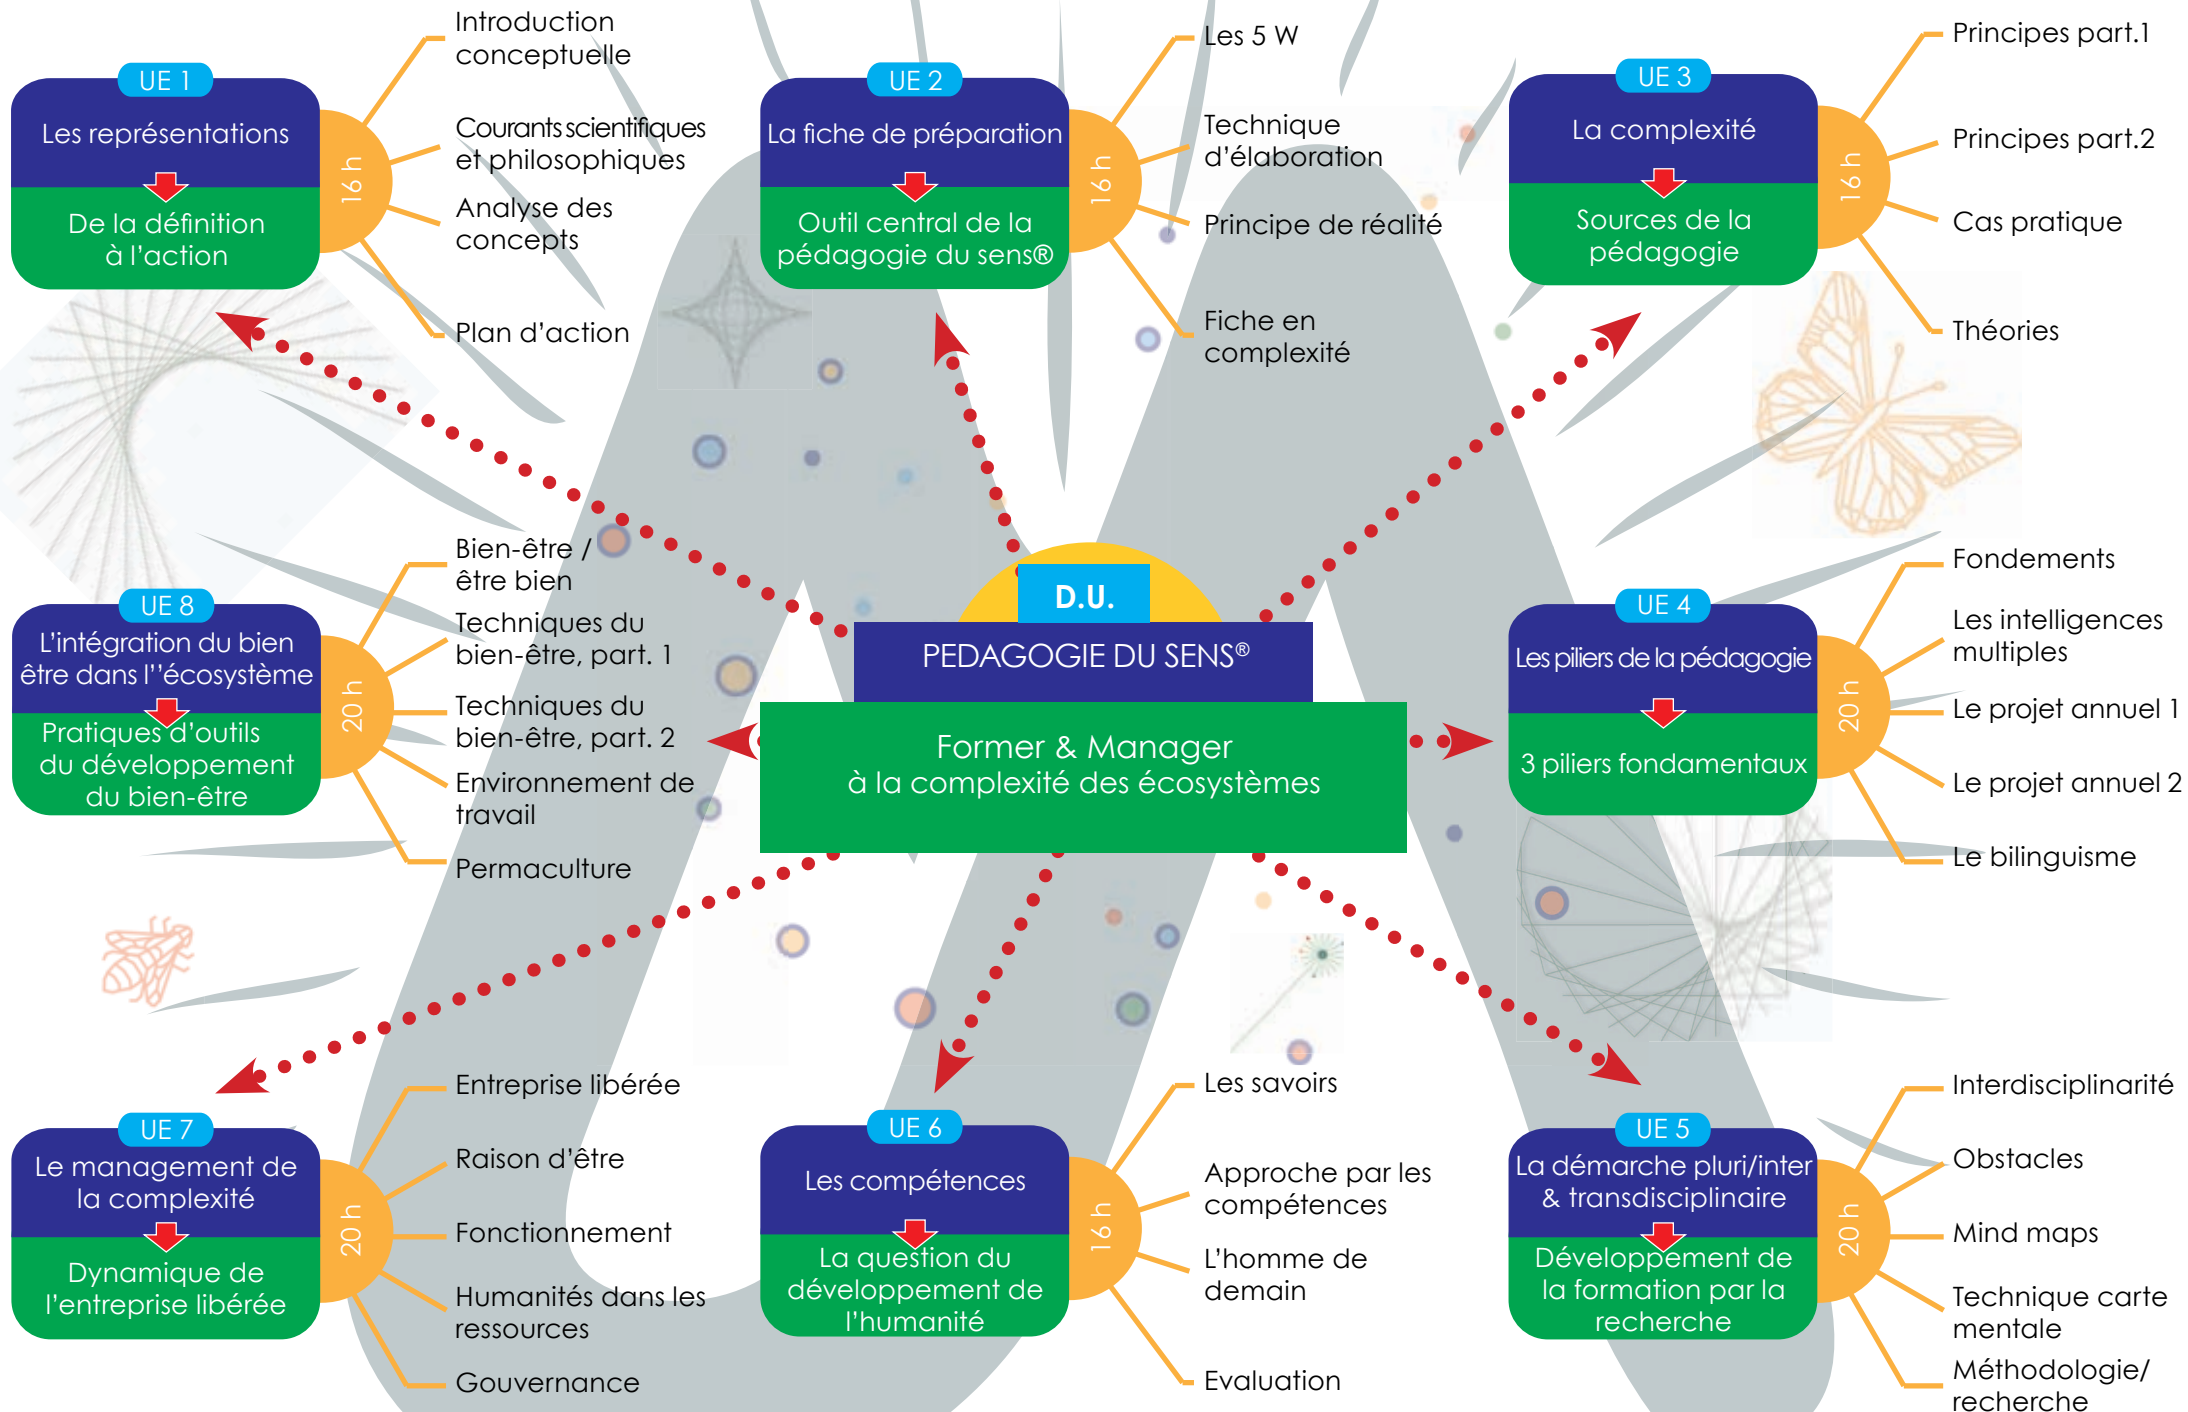 UE 1
Les représentations
De la définition
à l'action
16 h
Introduction
conceptuelle
Courants scientifiques
et philosophiques
Analyse des
concepts
Plan d'action
UE 2
La fiche de préparation
Outil central de la
pédagogie du sens®
16 h
Les 5 W
Technique
d'élaboration
Principe de réalité
Fiche en
complexité
UE 3
La complexité
Sources de la
pédagogie
16 h
Principes part.1
Principes part.2
Cas pratique
Théories
UE 8
L'intégration du bien
être dans l''écosystème
Pratiques d'outils
du développement
du bien-être
20 h
Bien-être /
être bien
Techniques du
bien-être, part. 1
Techniques du
bien-être, part. 2
Environnement de
travail
Permaculture
D.U.
PEDAGOGIE DU SENS®
Former & Manager
à la complexité des écosystèmes
UE 4
Les piliers de la pédagogie
3 piliers fondamentaux
20 h
Fondements
Les intelligences
multiples
Le projet annuel 1
Le projet annuel 2
Le bilinguisme
UE 7
Le management de
la complexité
Dynamique de
l'entreprise libérée
20 h
Entreprise libérée
Raison d'être
Fonctionnement
Humanités dans les
ressources
Gouvernance
UE 6
Les compétences
La question du
développement de
l'humanité
16 h
Les savoirs
Approche par les
compétences
L'homme de
demain
Evaluation
UE 5
La démarche pluri/inter
& transdisciplinaire
Développement de
la formation par la
recherche
20 h
Interdisciplinarité
Obstacles
Mind maps
Technique carte
mentale
Méthodologie/
recherche